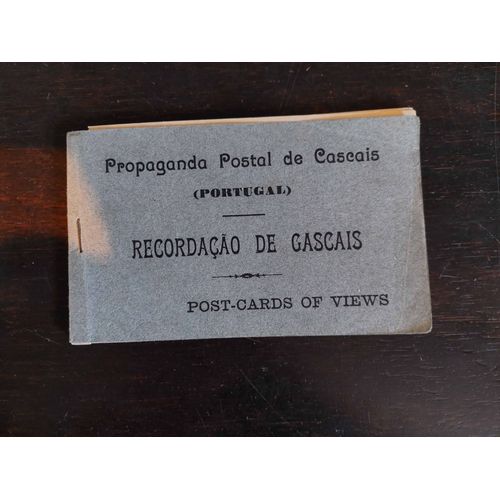 Propaganda Postal de Cascais
(PORTUGAL)
RECORDAÇÃO DE CASCAIS
POST-CARDS OF VIEWS